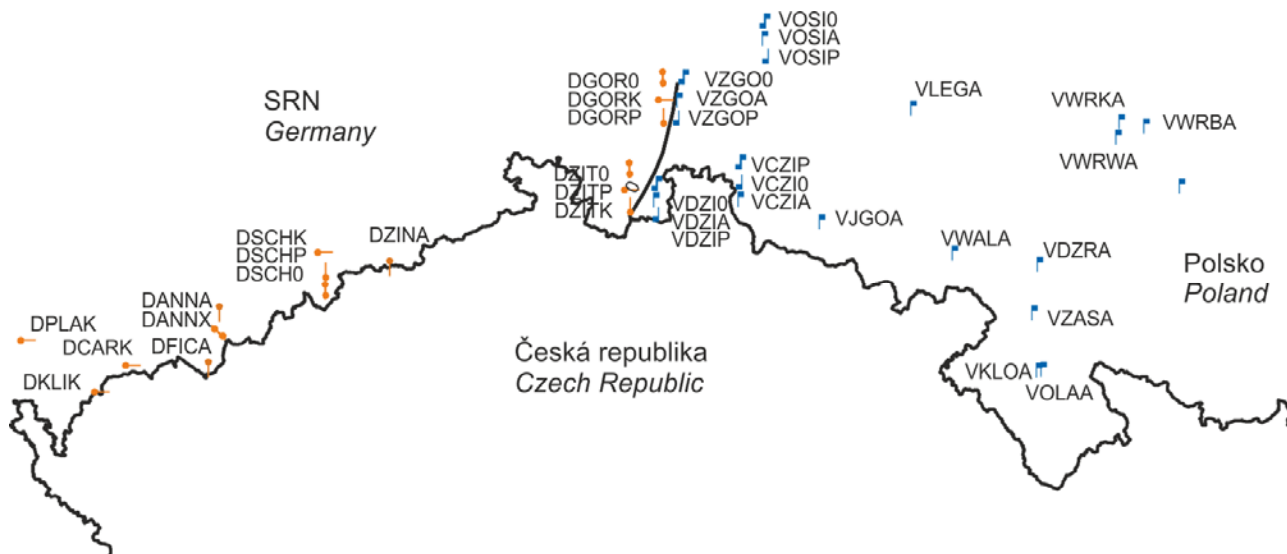 VOSI0
VOSIA
VOSIP
DGOR0
VZGO0
SRN
Germany
DGORK
VZGOA
DGORP
VZGOP
VLEGA
VWRKA
VWRBA
VWRWA
DZIT0
DZITP
DZITK
VCZIP
VCZI0
VCZIA
VDZI0
VDZIA
VDZIP
VJGOA
VWALA
VDZRA
Polsko
Poland
DSCHK
DSCHP
DSCH0
DZINA
DANNA
DANNX
DPLAK
DCARK
DFICA
DKLIK
Česká republika
Czech Republic
VZASA
VKLOA
VOLAA